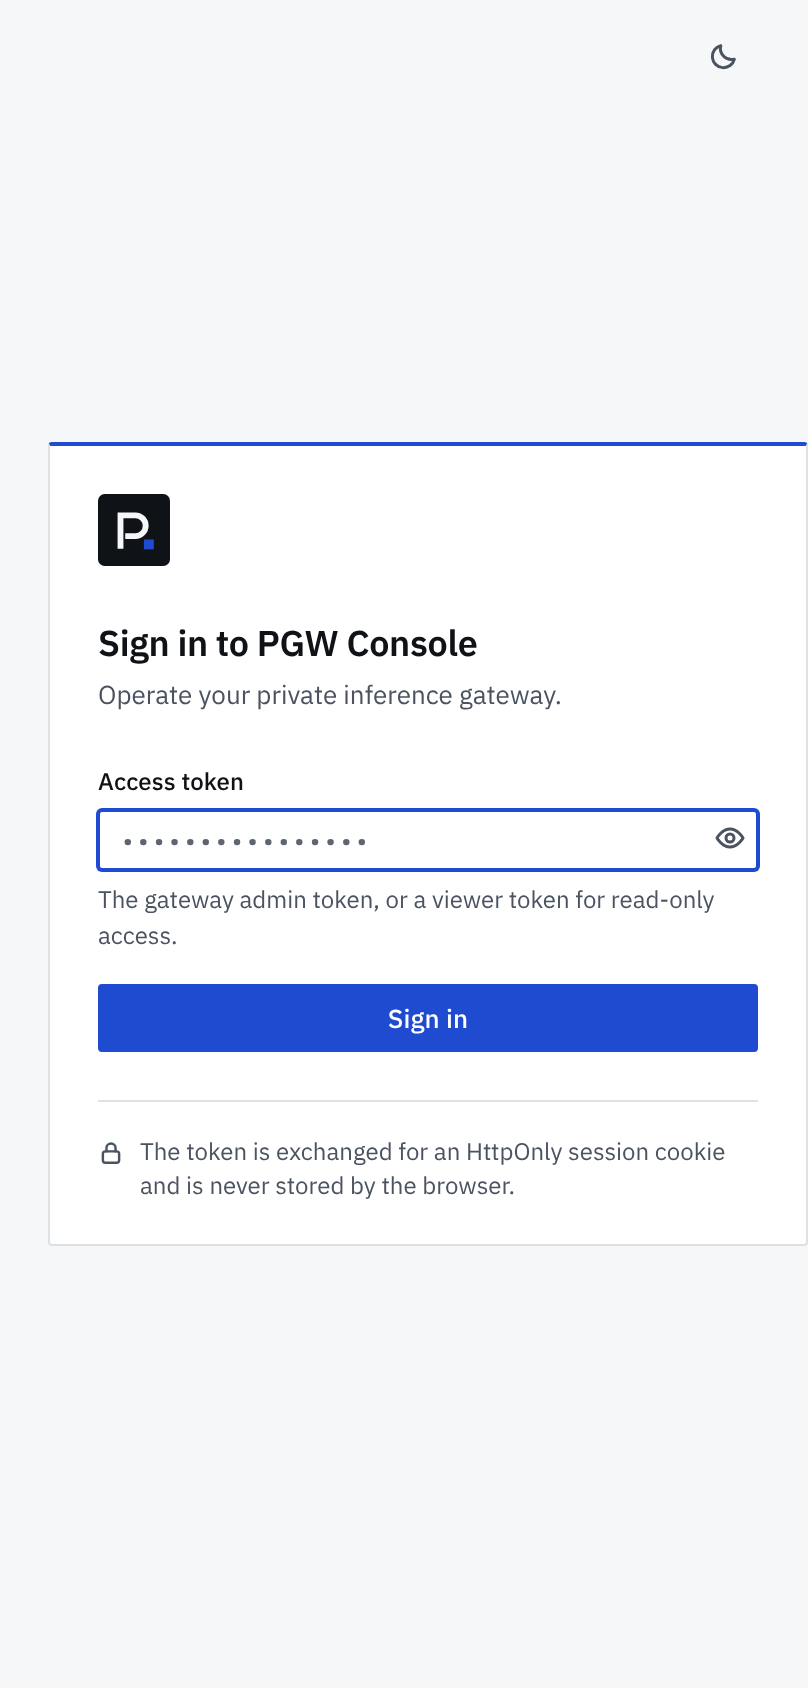 P.
Sign in to PGW Console
Operate your private inference gateway.
Access token
••••••••••••••••
The gateway admin token, or a viewer token for read-only
access.
Sign in
The token is exchanged for an HttpOnly session cookie
and is never stored by the browser.